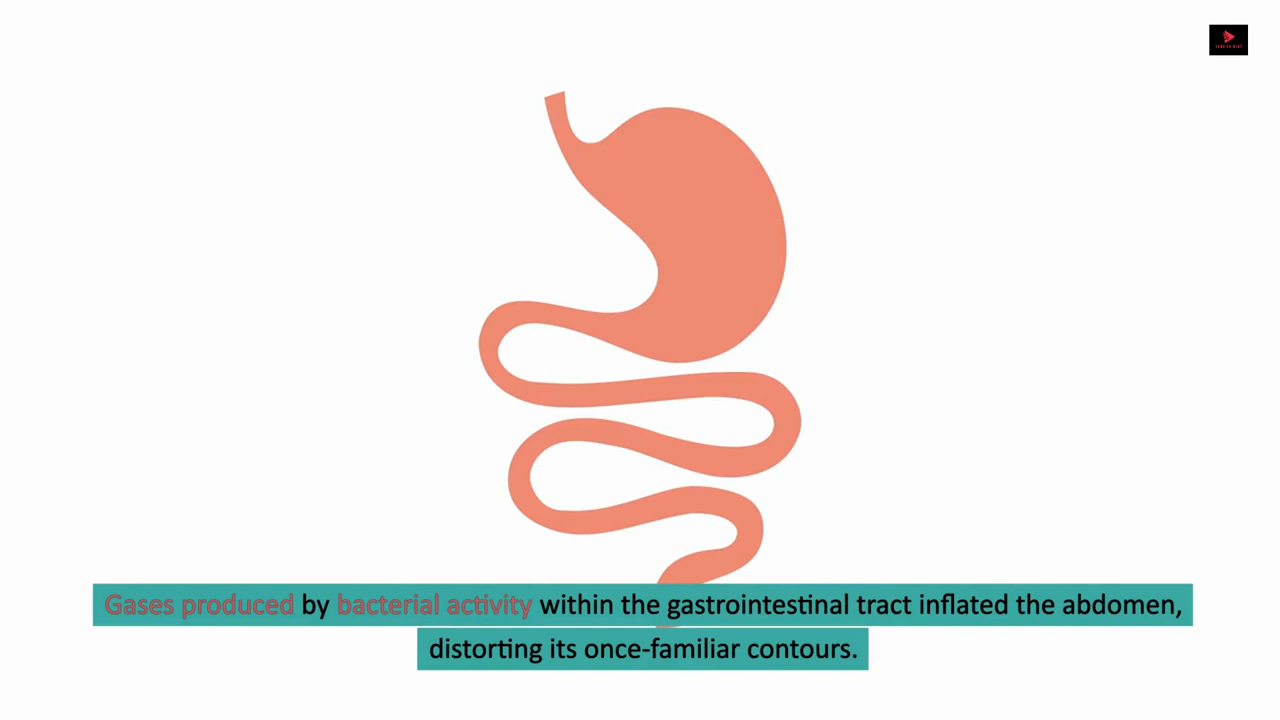 Gases produced by bacterial activity within the gastrointestinal tract inflated the abdomen,
distorting its once-familiar contours.